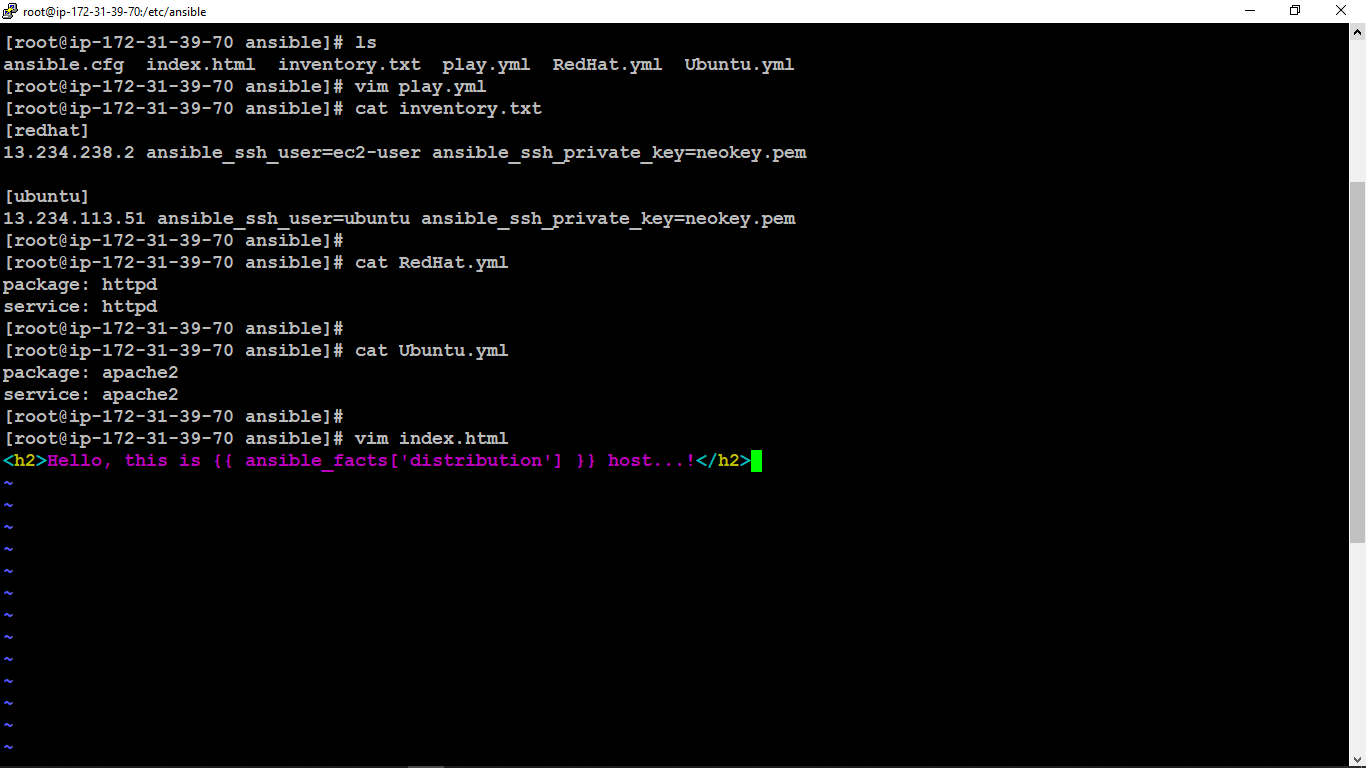 root@ip-172-31-39-70:/etc/ansible
[root@ip-172-31-39-70 ansible]# ls
ansible.cfg  index.html  inventory.txt  play.yml  RedHat.yml  Ubuntu.yml
[root@ip-172-31-39-70 ansible]# vim play.yml
[root@ip-172-31-39-70 ansible]# cat inventory.txt
[redhat]
13.234.238.2 ansible_ssh_user=ec2-user ansible_ssh_private_key=neokey.pem
[ubuntu]
13.234.113.51 ansible_ssh_user=ubuntu ansible_ssh_private_key=neokey.pem
[root@ip-172-31-39-70 ansible]#
[root@ip-172-31-39-70 ansible]# cat RedHat.yml
package: httpd
service: httpd
[root@ip-172-31-39-70 ansible]#
[root@ip-172-31-39-70 ansible]# cat Ubuntu.yml
package: apache2
service: apache2
[root@ip-172-31-39-70 ansible]#
[root@ip-172-31-39-70 ansible]# vim index.html
<h2>Hello, this is {{ ansible_facts['distribution'] }} host...!</h2>
~
~
~
~
~
~
~
~
~
~
~
~
~